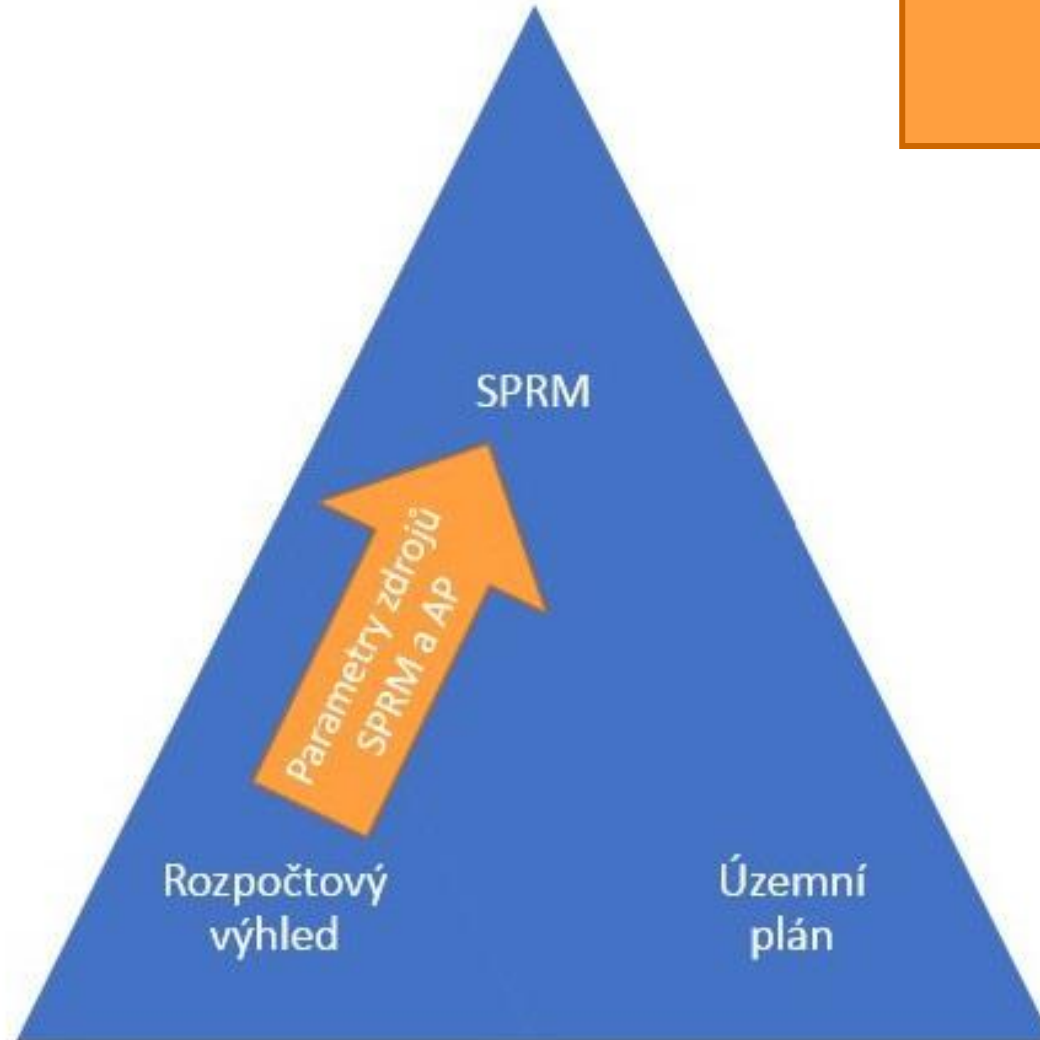 SPRM
Parametry zdrojů
SPRM a AP
Rozpočtový
výhled
Územní
plán